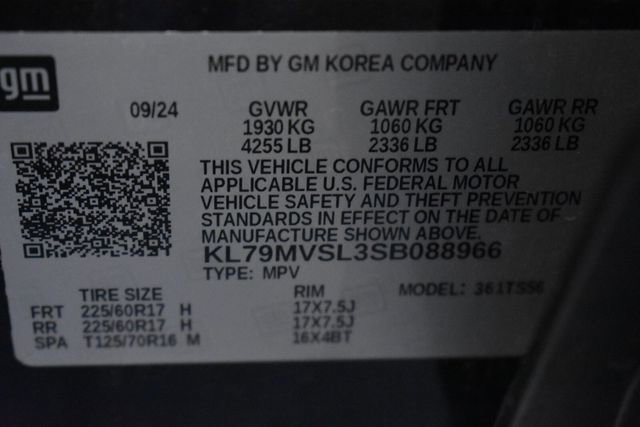 gm
MFD BY GM KOREA COMPANY
09/24 GVWR GAWR FRT GAWR RR
1930 KG 1060 KG 1060 KG
4255 LB 2336 LB 2336 LB
THIS VEHICLE CONFORMS TO ALL
APPLICABLE U.S. FEDERAL MOTOR
VEHICLE SAFETY AND THEFT PREVENTION
STANDARDS IN EFFECT ON THE DATE OF
MANUFACTURE SHOWN ABOVE.
KL79MVSL3SB088966
TYPE: MPV
TIRE SIZE RIM MODEL: 361TS56
FRT 225/60R17 H 17X7.5J
RR 225/60R17 H 17X7.5J
SPA T125/70R16 M 16X4BT